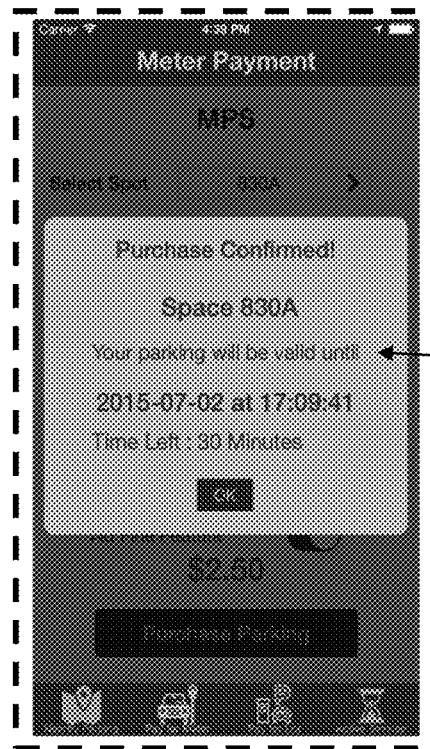 Carrier 4:39 PM
Meter Payment
MPS
Select Spot 830A
Purchase Confirmed!
Space 830A
Your parking will be valid until
2015-07-02 at 17:09:41
Time Left : 30 Minutes
OK
$2.50
Purchase Parking